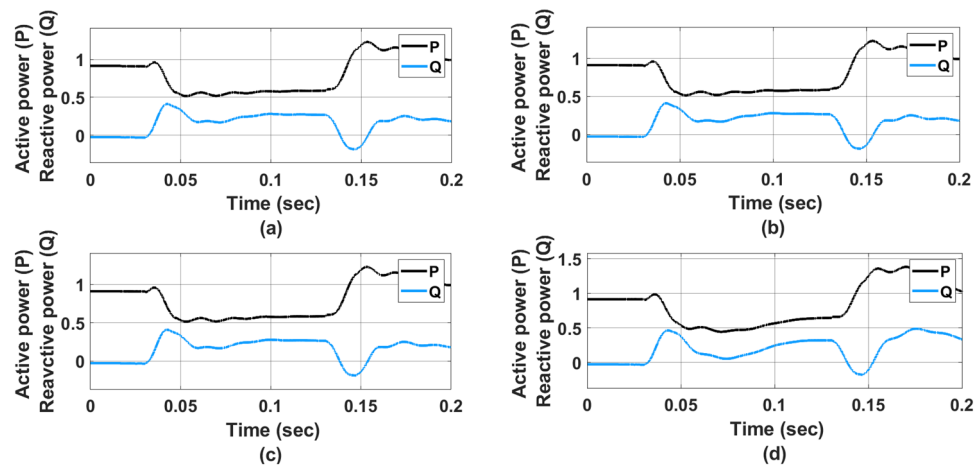 Active power (P)
Reactive power (Q)
1
0.5
0
P
Q
0
0.05
0.1
0.15
0.2
Time (sec)
(a)
Active power (P)
Reactive power (Q)
1
0.5
0
P
Q
0
0.05
0.1
0.15
0.2
Time (sec)
(b)
Active power (P)
Reavctive power (Q)
1
0.5
0
P
Q
0
0.05
0.1
0.15
0.2
Time (sec)
(c)
Active power (P)
Reactive power (Q)
1.5
1
0.5
0
P
Q
0
0.05
0.1
0.15
0.2
Time (sec)
(d)